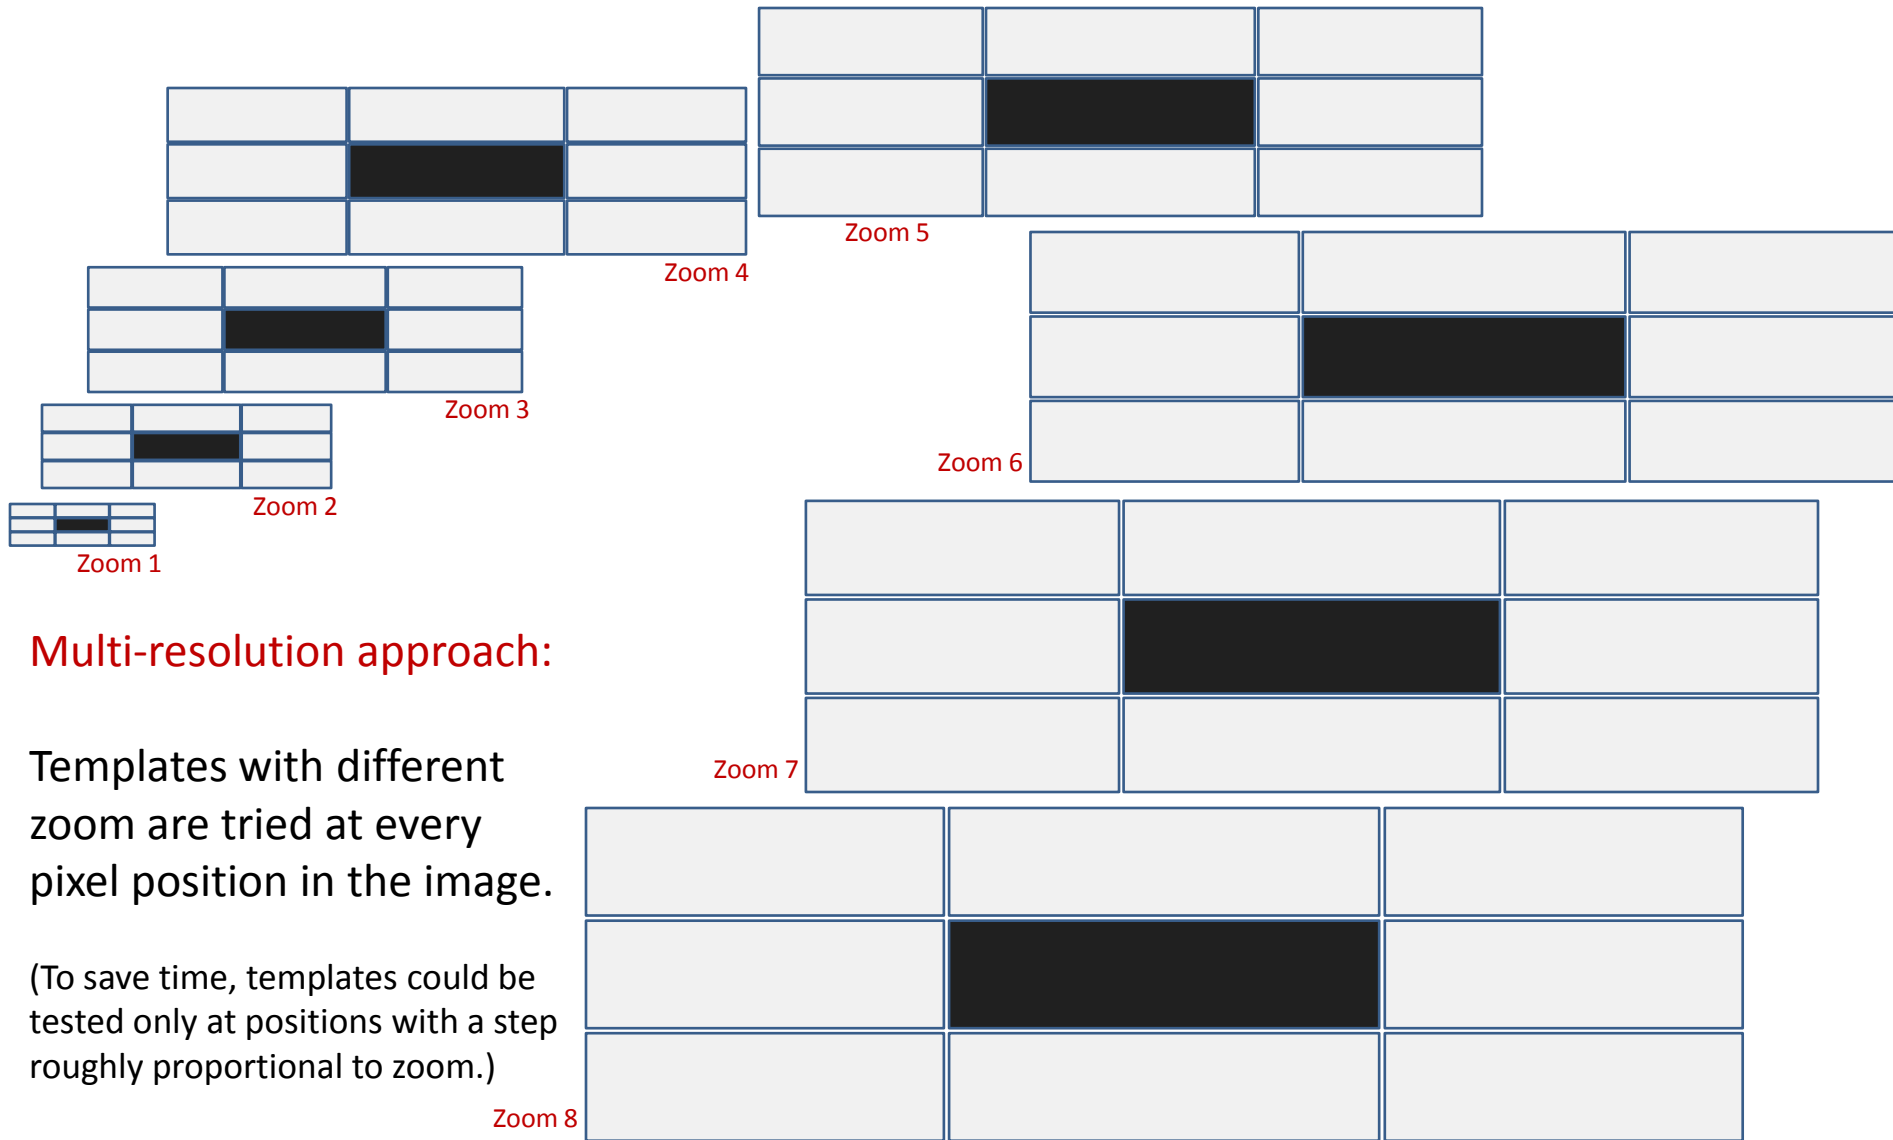 Zoom 5
Zoom 4
Zoom 3
Zoom 6
Zoom 2
Zoom 1
Multi-resolution approach:
Templates with different
zoom are tried at every
pixel position in the image.
Zoom 7
(To save time, templates could be
tested only at positions with a step
roughly proportional to zoom.)
Zoom 8